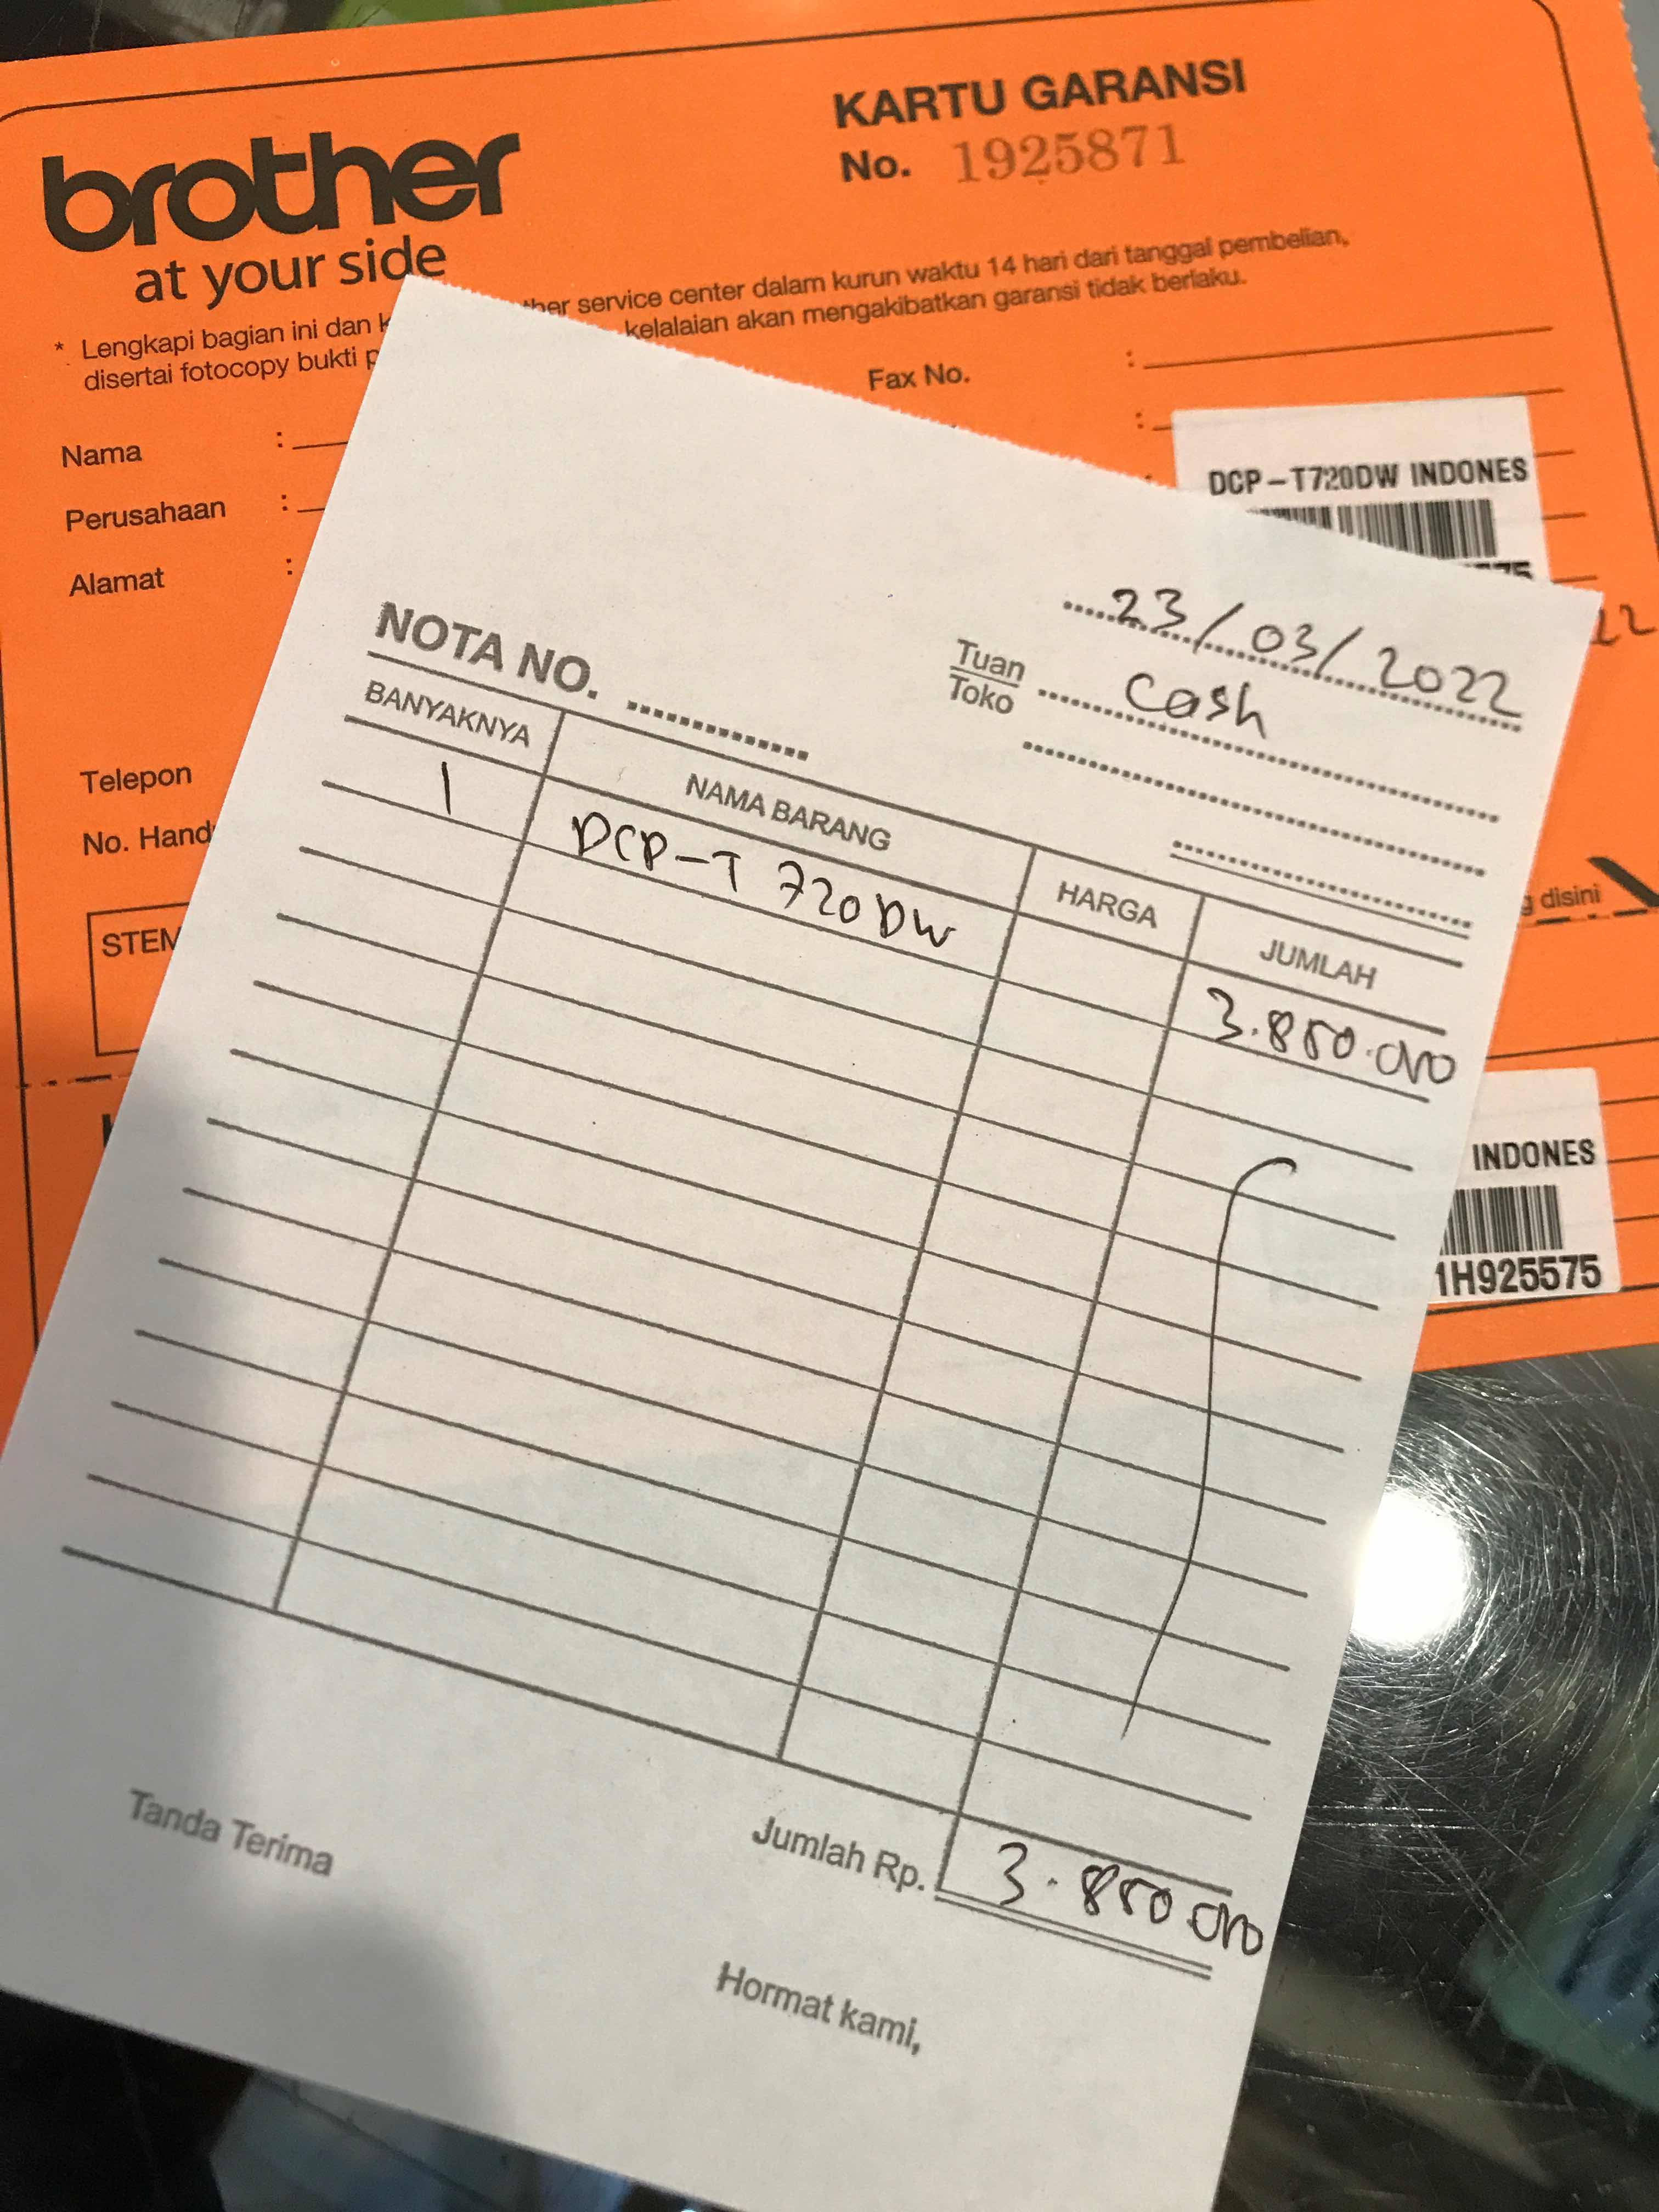 brother
at your side
KARTU GARANSI
No. 1925871
* Lengkapi bagian ini dan
service center dalam kurun waktu 14 hari dari tanggal pembelian,
disertai fotocopy bukti
kelalaian akan mengakibatkan garansi tidak berlaku.
Nama :
Fax No. :
:
Perusahaan :
Alamat :
Telepon
No.
DCP-T720DW INDONES
disini
INDONES
1H925575
23/03/2022
NOTA NO.
Tuan
Toko
Cash
BANYAKNYA NAMA BARANG HARGA JUMLAH
1 DCP-T 720DW 3.850.000
Jumlah Rp. 3.850.000
Tanda Terima
Hormat kami,